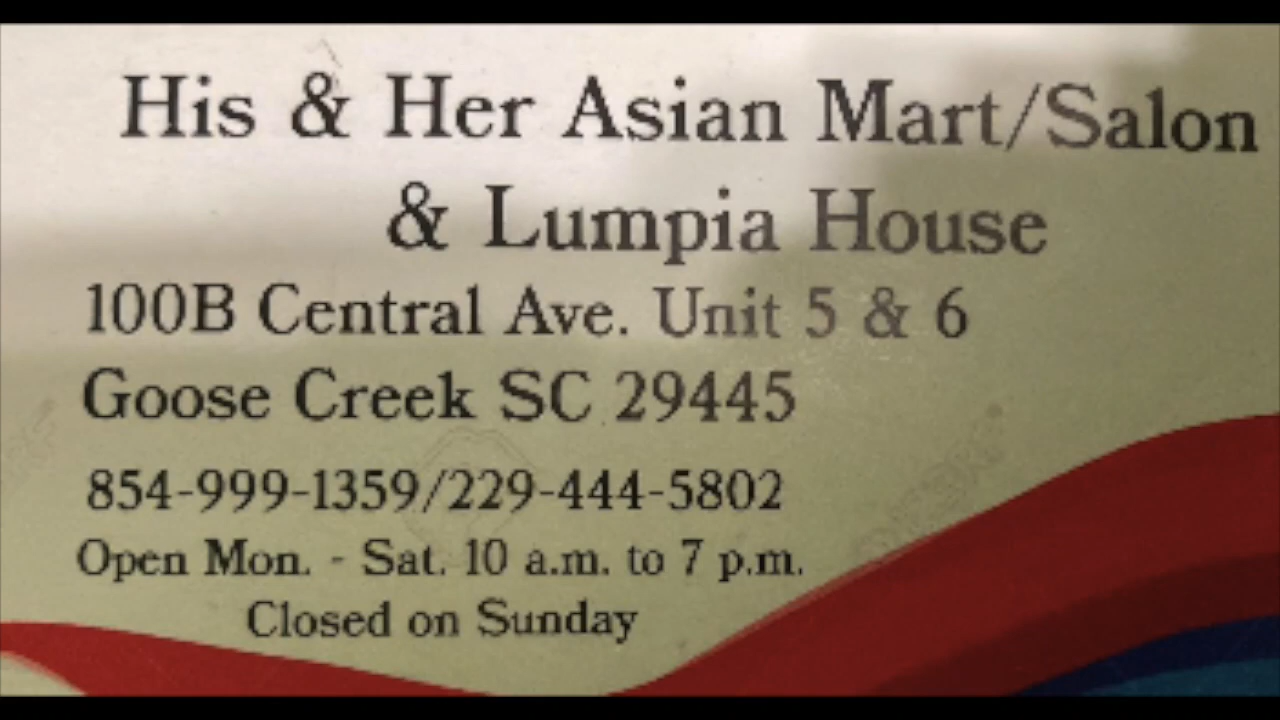 His & Her Asian Mart/Salon
& Lumpia House
100B Central Ave. Unit 5 & 6
Goose Creek SC 29445
854-999-1359/229-444-5802
Open Mon. - Sat. 10 a.m. to 7 p.m.
Closed on Sunday